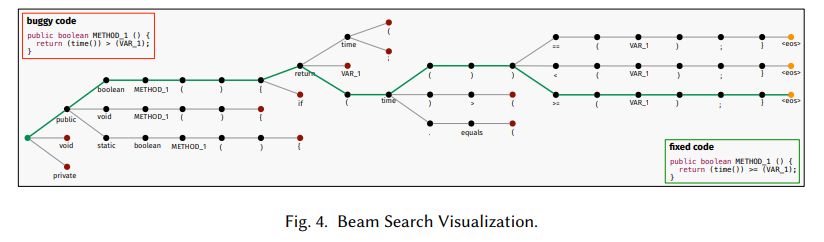 buggy code
public boolean METHOD_1 () {
return (time()) > (VAR_1);
}
(
time
;
return
VAR_1
if
boolean METHOD_1 ( ) {
public
void METHOD_1 ( ) {
void
static boolean METHOD_1 ( ) {
private
( time
( ) )
) > (
. equals (
== ( VAR_1 ) ; } <eos>
< ( VAR_1 ) ; } <eos>
>= ( VAR_1 ) ; } <eos>
fixed code
public boolean METHOD_1 () {
return (time()) >= (VAR_1);
}
Fig. 4. Beam Search Visualization.